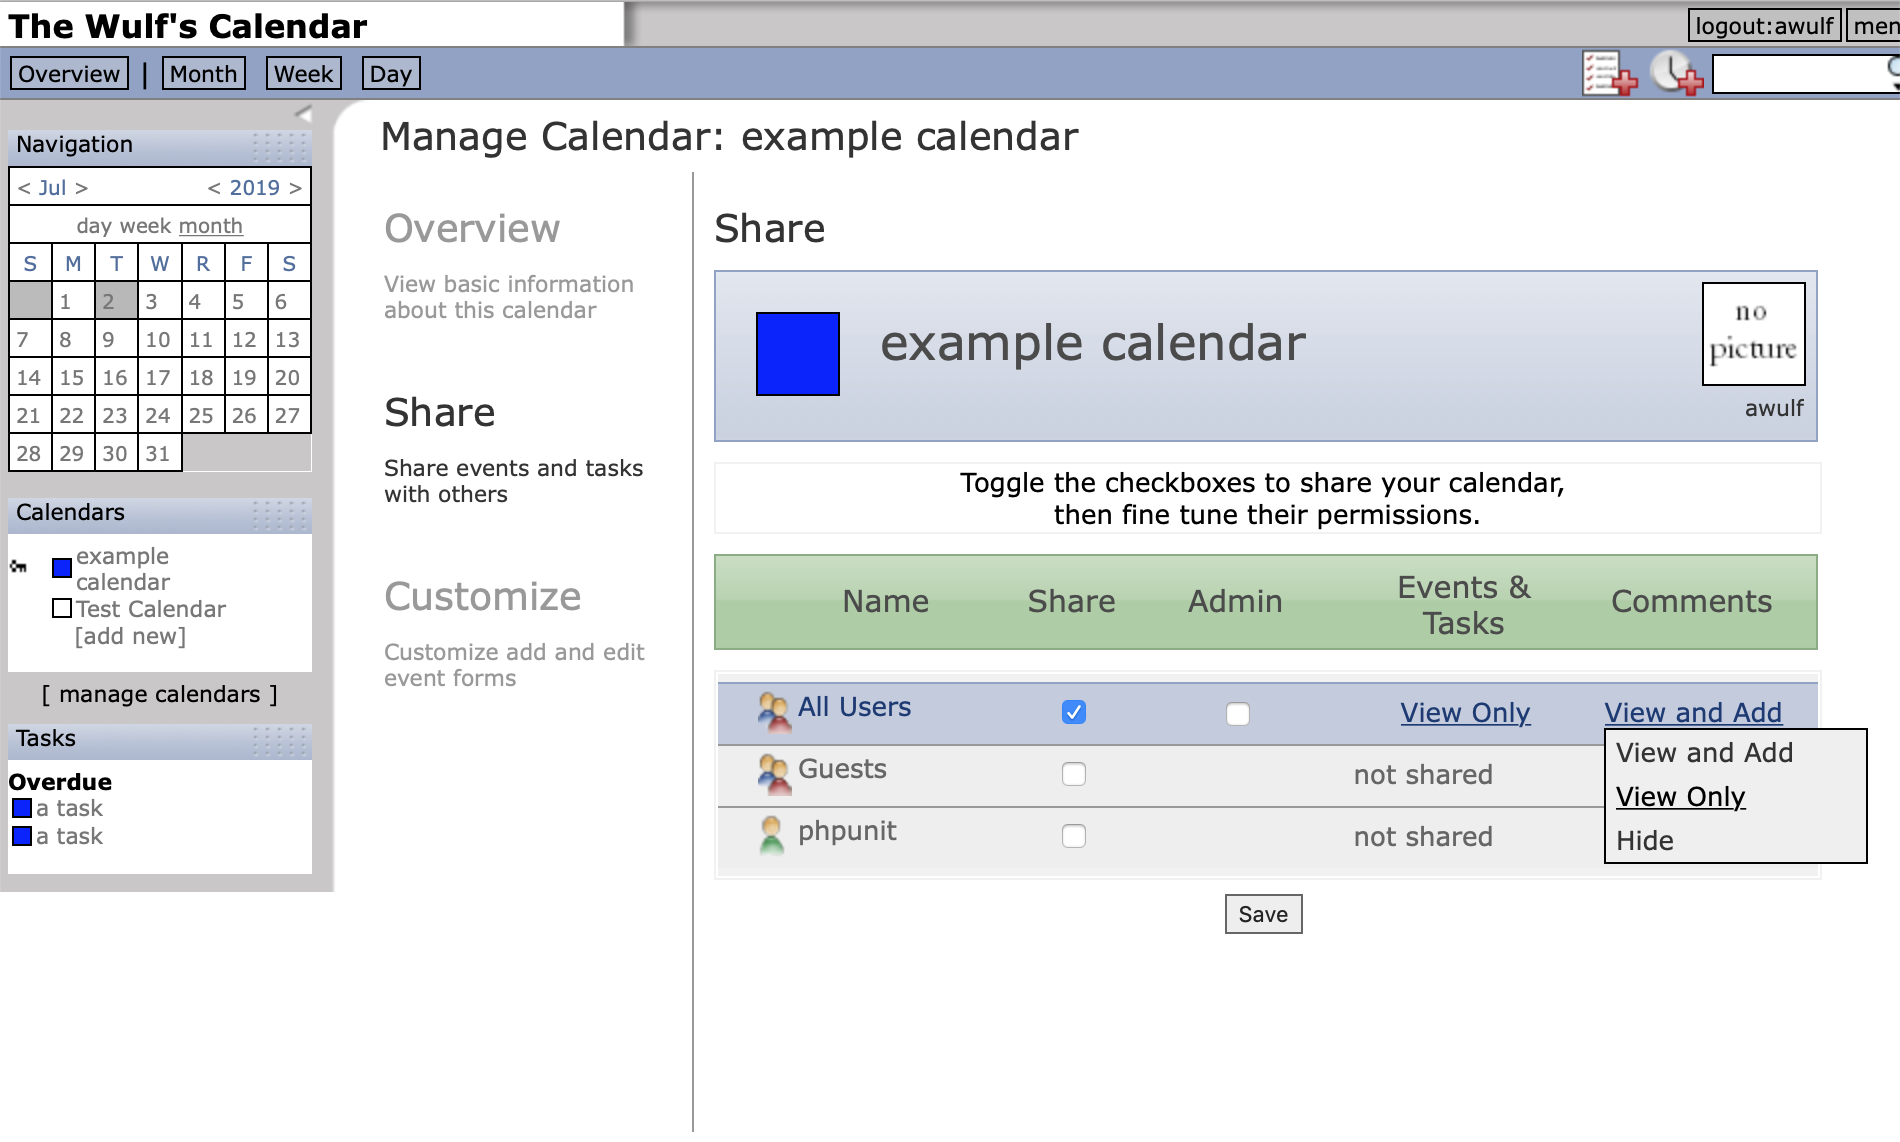 The Wulf's Calendar
logout:awulf
Overview | Month Week Day
Navigation
< Jul > < 2019 >
day week month
S M T W R F S
1 2 3 4 5 6
7 8 9 10 11 12 13
14 15 16 17 18 19 20
21 22 23 24 25 26 27
28 29 30 31
Calendars
example
calendar
Test Calendar
[add new]
[ manage calendars ]
Tasks
Overdue
a task
a task
Manage Calendar: example calendar
Overview
View basic information
about this calendar
Share
Share events and tasks
with others
Customize
Customize add and edit
event forms
Share
example calendar
no
picture
awulf
Toggle the checkboxes to share your calendar,
then fine tune their permissions.
Name Share Admin Events &
Tasks Comments
All Users View Only View and Add
Guests not shared
phpunit not shared
View and Add
View Only
Hide
Save